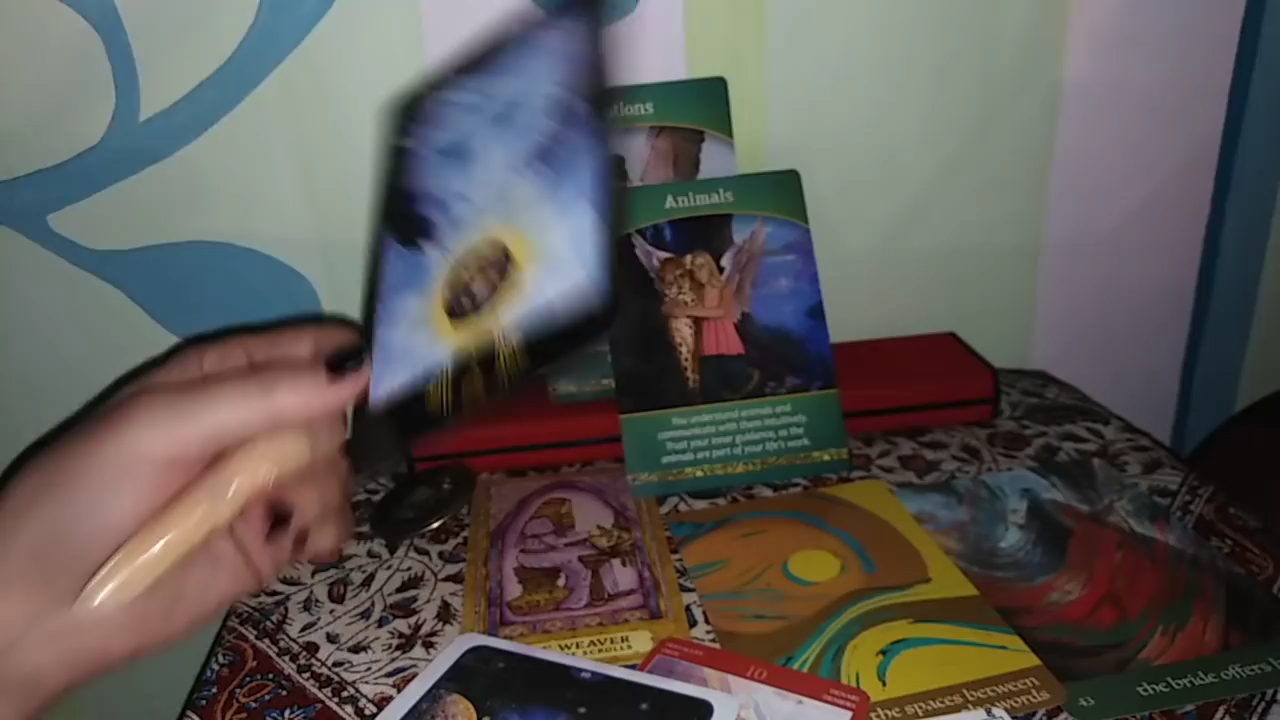 Animals
You understand animals and
communicate with them intuitively.
Trust your inner guidance, as the
animals are part of your life's work.
WEAVER
SCROLLS
10
the spaces between
words
43
the bride offers